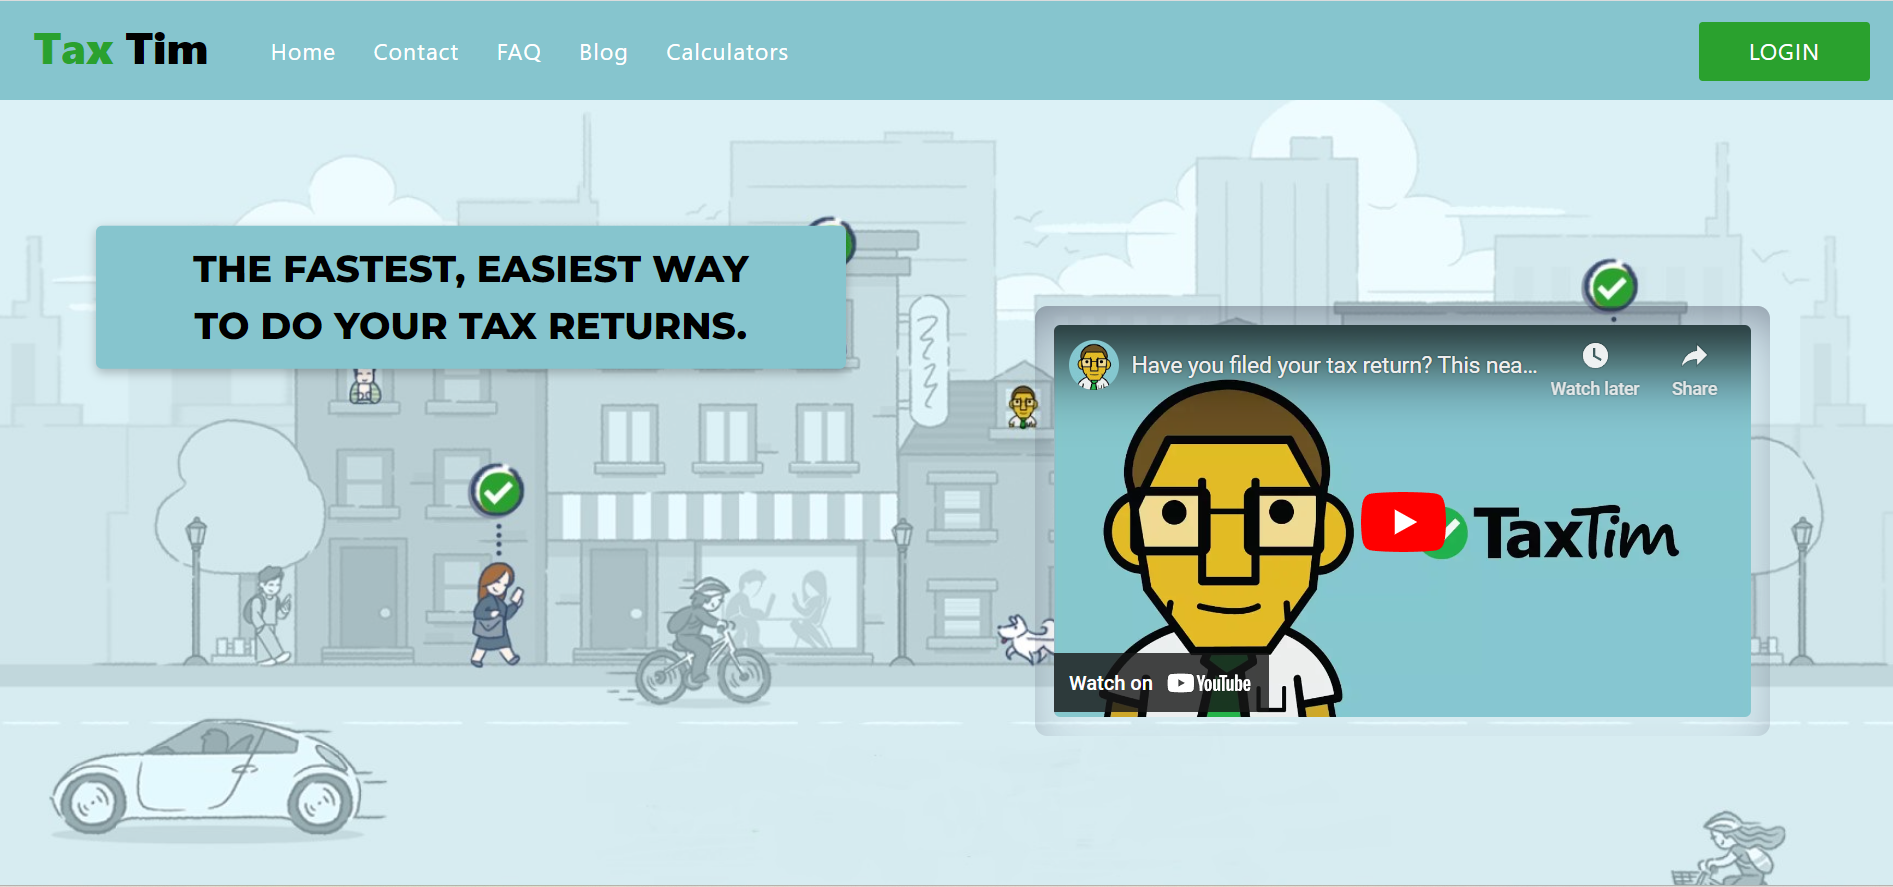 Tax Tim
Home
Contact
FAQ
Blog
Calculators
LOGIN
THE FASTEST, EASIEST WAY
TO DO YOUR TAX RETURNS.
Have you filed your tax return? This nea...
Watch later
Share
TaxTim
Watch on YouTube